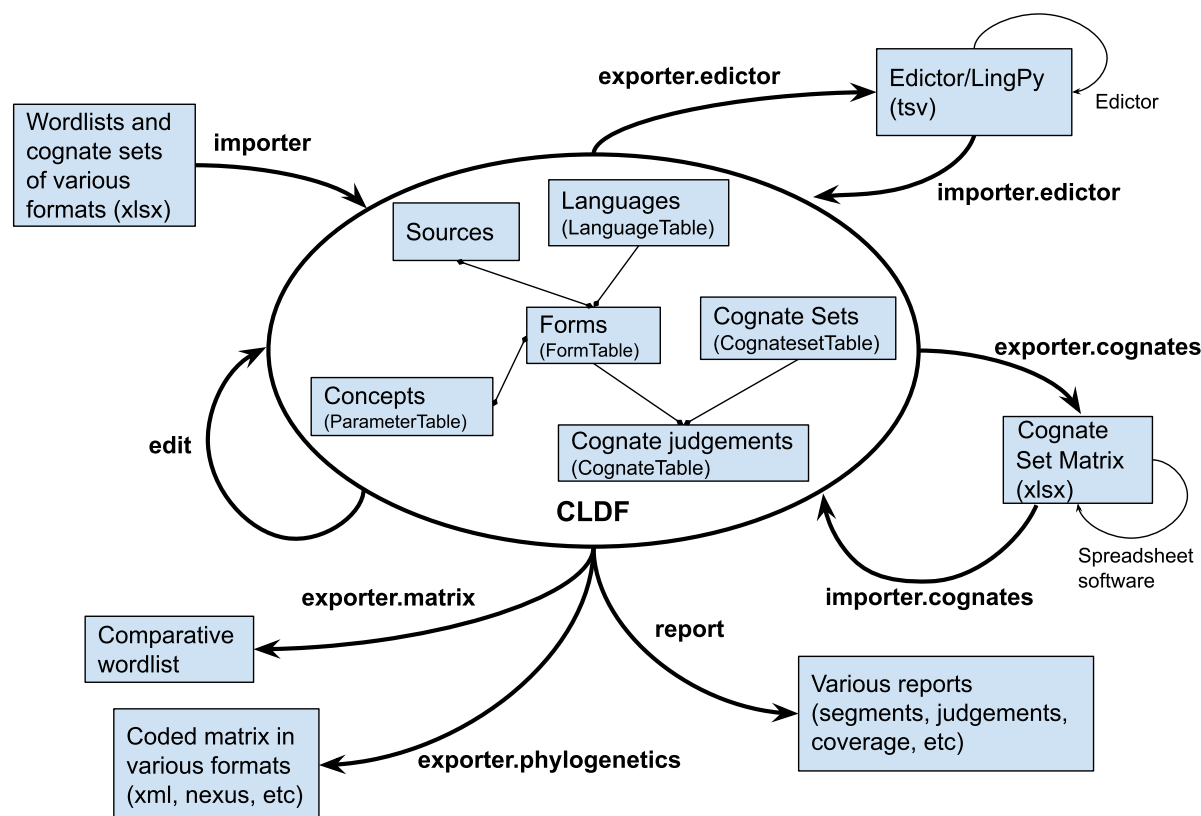 exporter.edictor
Edictor/LingPy
(tsv)
Edictor
Wordlists and
cognate sets
of various
formats (xlsx)
importer
importer.edictor
Languages
(LanguageTable)
Sources
Forms
(FormTable)
Cognate Sets
(CognatesetTable)
exporter.cognates
Concepts
(ParameterTable)
edit
Cognate judgements
(CognateTable)
Cognate
Set Matrix
(xlsx)
CLDF
Spreadsheet
software
importer.cognates
exporter.matrix
report
Comparative
wordlist
Various reports
(segments, judgements,
coverage, etc)
Coded matrix in
various formats
(xml, nexus, etc)
exporter.phylogenetics